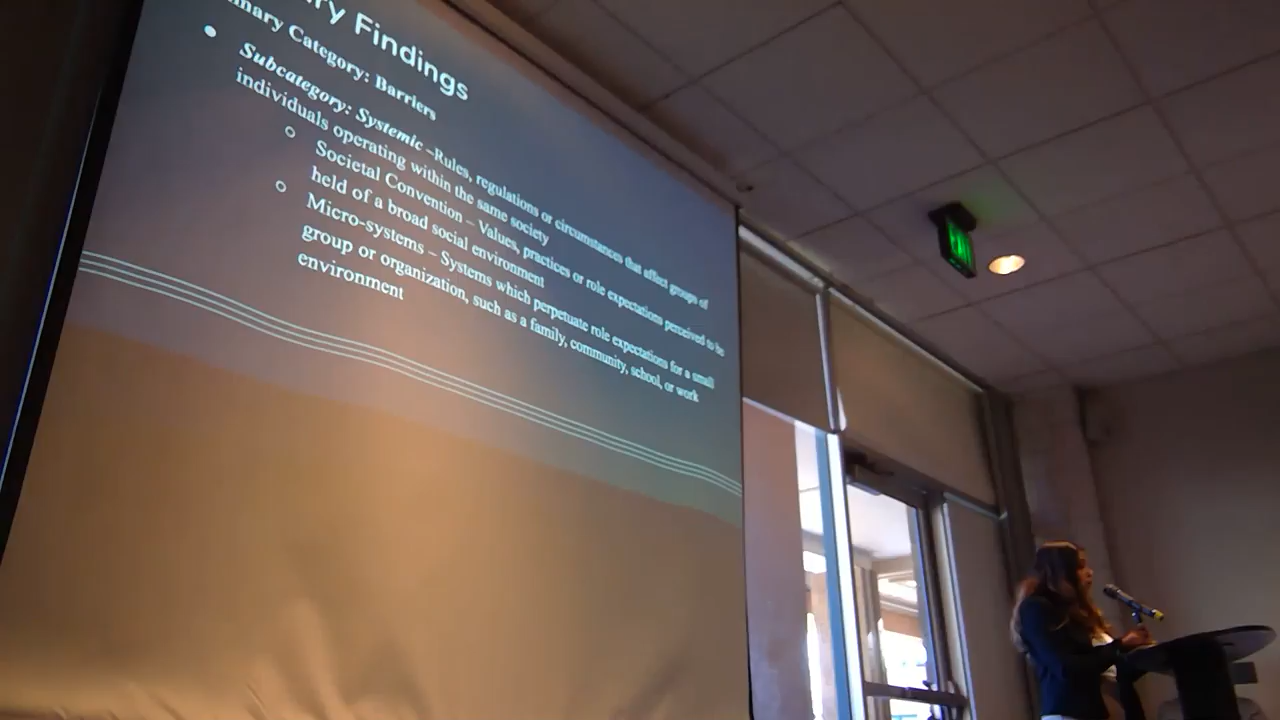 ry Findings
mary Category: Barriers
Subcategory: Systemic –Rules, regulations or circumstances that affect groups of
individuals operating within the same society
Societal Convention – Values, practices or role expectations perceived to be
held of a broad social environment
Micro-systems – Systems which perpetuate role expectations for a small
group or organization, such as a family, community, school, or work
environment